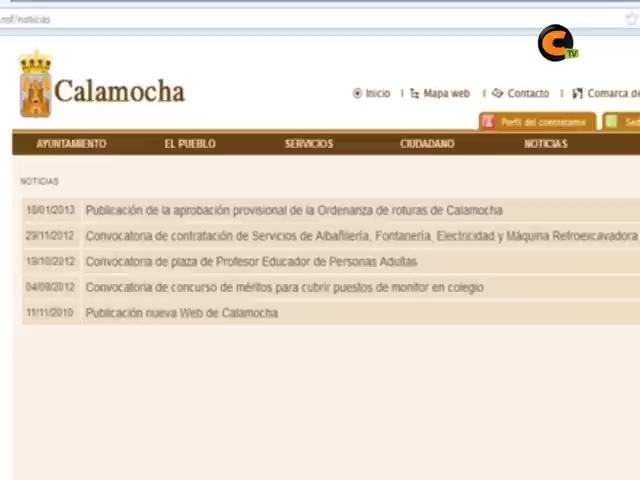 .nsf/noticias
C TV
Calamocha
Inicio | Mapa web | Contacto | Comarca de
Perfil del contratante
AYUNTAMIENTO EL PUEBLO SERVICIOS CIUDADANO NOTICIAS
NOTICIAS
18/01/2013 Publicación de la aprobación provisional de la Ordenanza de roturas de Calamocha
29/11/2012 Convocatoria de contratación de Servicios de Albañilería, Fontanería, Electricidad y Máquina Retroexcavadora
19/10/2012 Convocatoria de plaza de Profesor Educador de Personas Adultas
04/09/2012 Convocatoria de concurso de méritos para cubrir puestos de monitor en colegio
11/11/2010 Publicación nueva Web de Calamocha